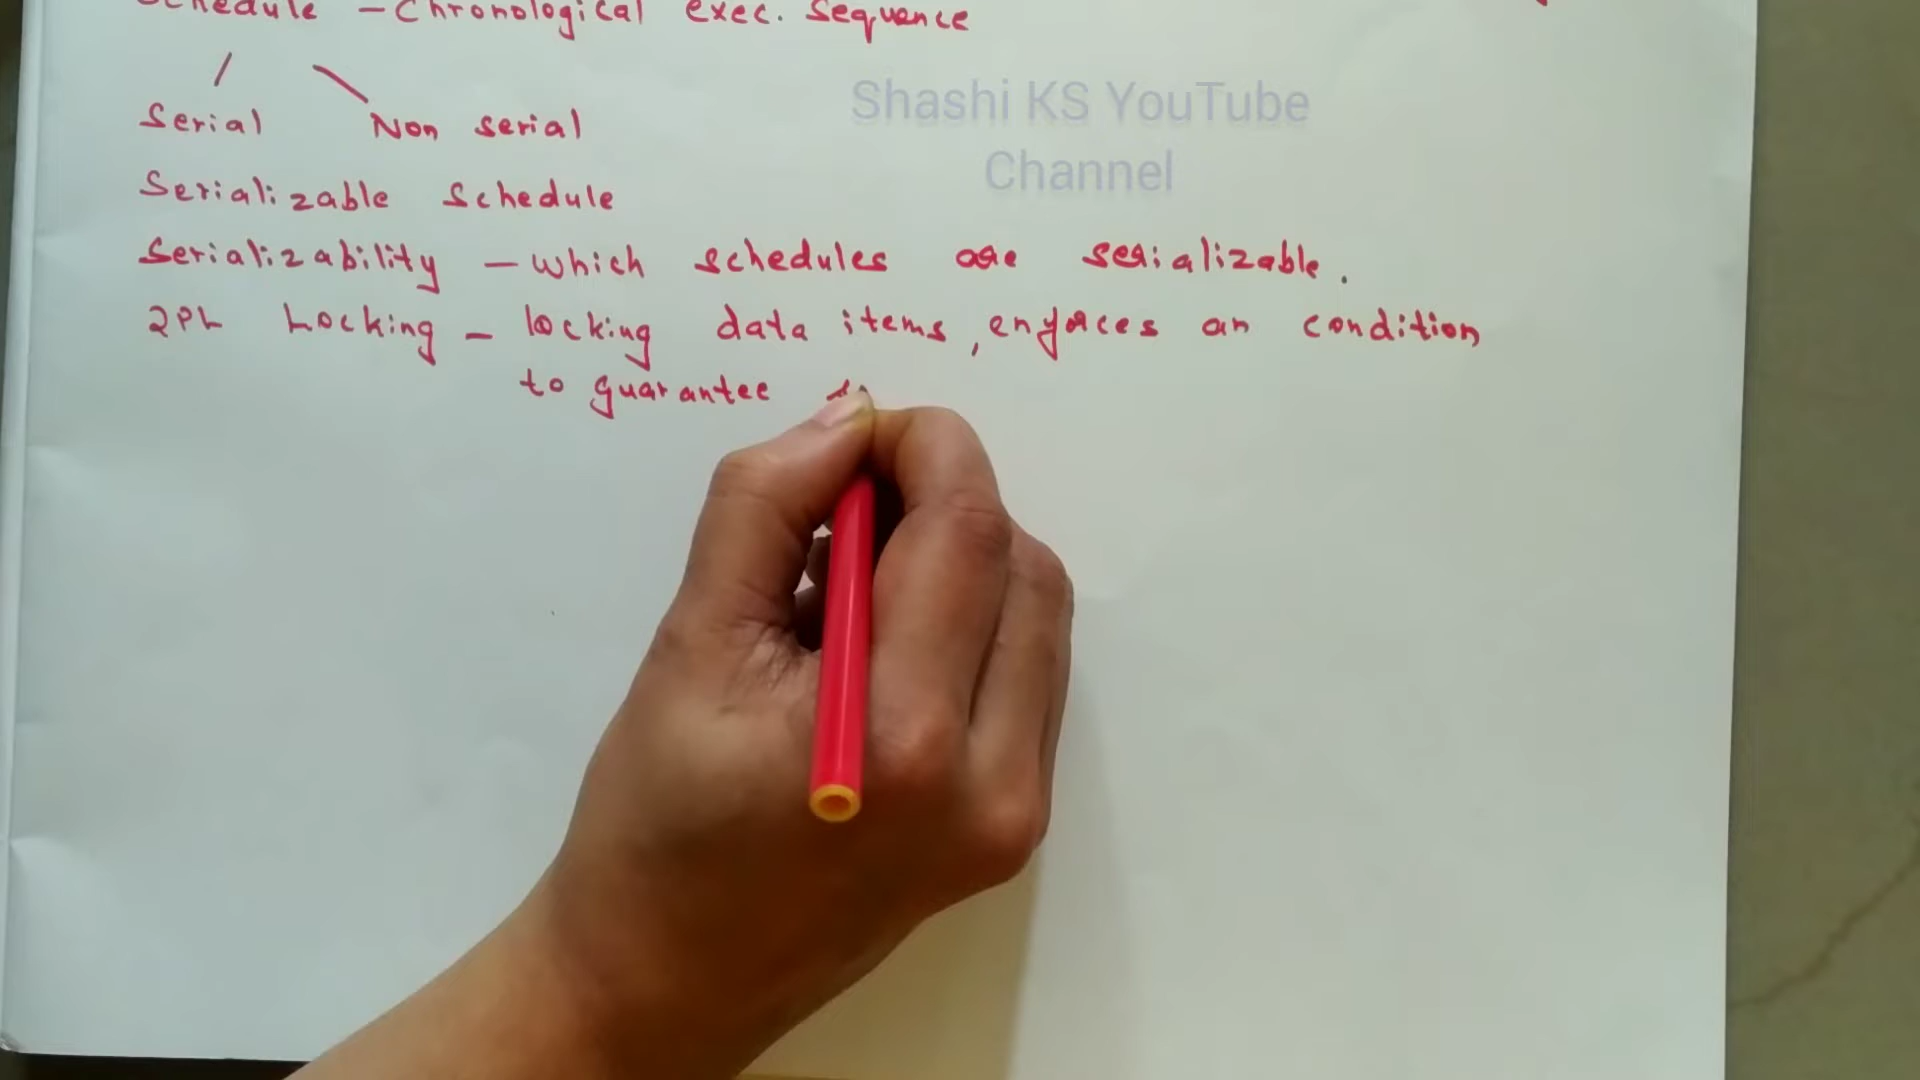 Schedule - Chronological exec. Sequence
Serial Non serial
Shashi KS YouTube
Channel
Serializable Schedule
Serializability - which schedules are serializable.
2PL Locking - locking data items, enforces an condition
to guarantee